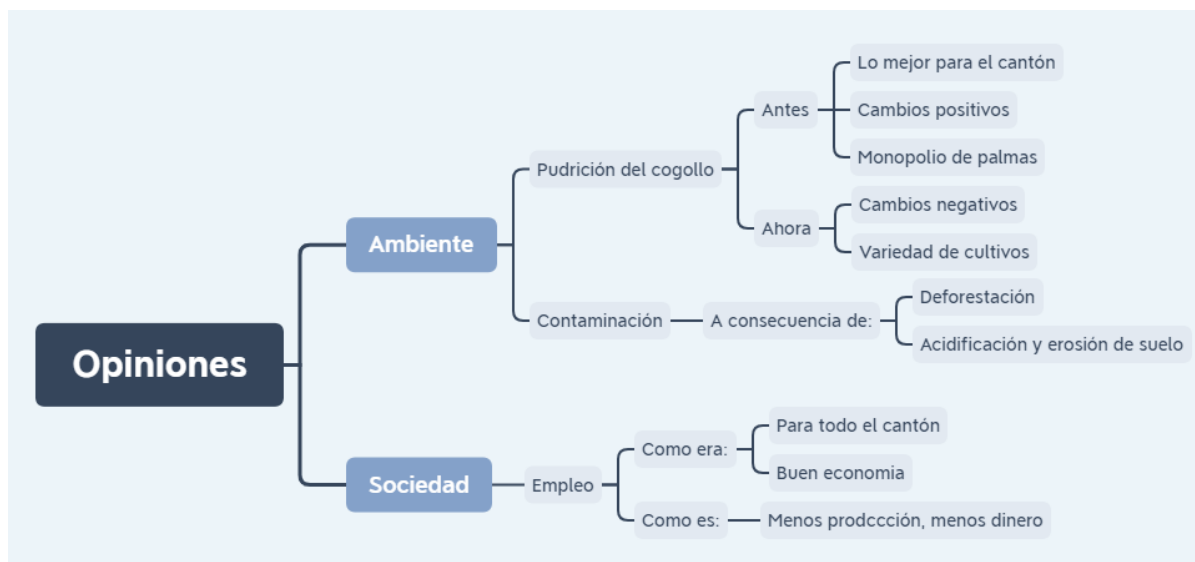 Opiniones
Ambiente
Pudrición del cogollo
Antes
Lo mejor para el cantón
Cambios positivos
Monopolio de palmas
Ahora
Cambios negativos
Variedad de cultivos
Contaminación
A consecuencia de:
Deforestación
Acidificación y erosión de suelo
Sociedad
Empleo
Como era:
Para todo el cantón
Buen economia
Como es:
Menos prodccción, menos dinero